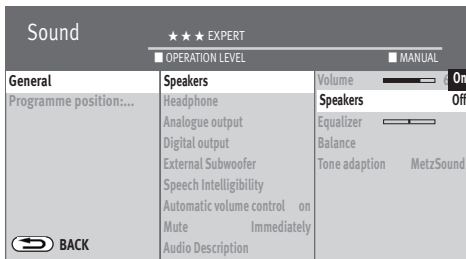 Sound
★ ★ ★ EXPERT
OPERATION LEVEL
MANUAL
General
Programme position:...
BACK
Speakers
Headphone
Analogue output
Digital output
External Subwoofer
Speech Intelligibility
Automatic volume control on
Mute Immediately
Audio Description
Volume
Speakers
Equalizer
Balance
Tone adaption MetzSound
On
Off